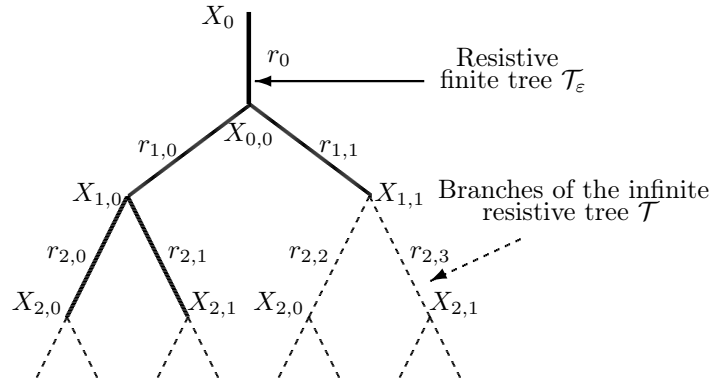 X_0
r_0
Resistive
finite tree 𝒯_ε
X_{0,0}
r_{1,0}
r_{1,1}
X_{1,0}
X_{1,1}
Branches of the infinite
resistive tree 𝒯
r_{2,0}
r_{2,1}
r_{2,2}
r_{2,3}
X_{2,0}
X_{2,1}
X_{2,0}
X_{2,1}